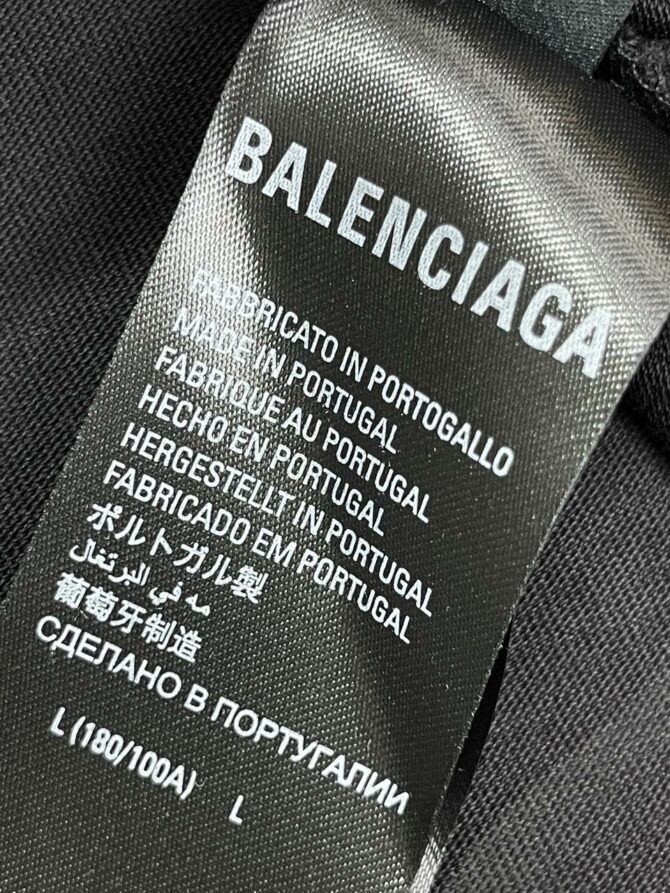 BALENCIAGA
FABBRICATO IN PORTOGALLO
MADE IN PORTUGAL
FABRIQUE AU PORTUGAL
HECHO EN PORTUGAL
HERGESTELLT IN PORTUGAL
FABRICADO EM PORTUGAL
ポルトガル製
مه في البرتغال
葡萄牙制造
СДЕЛАНО В ПОРТУГАЛИИ
L (180/100A) L